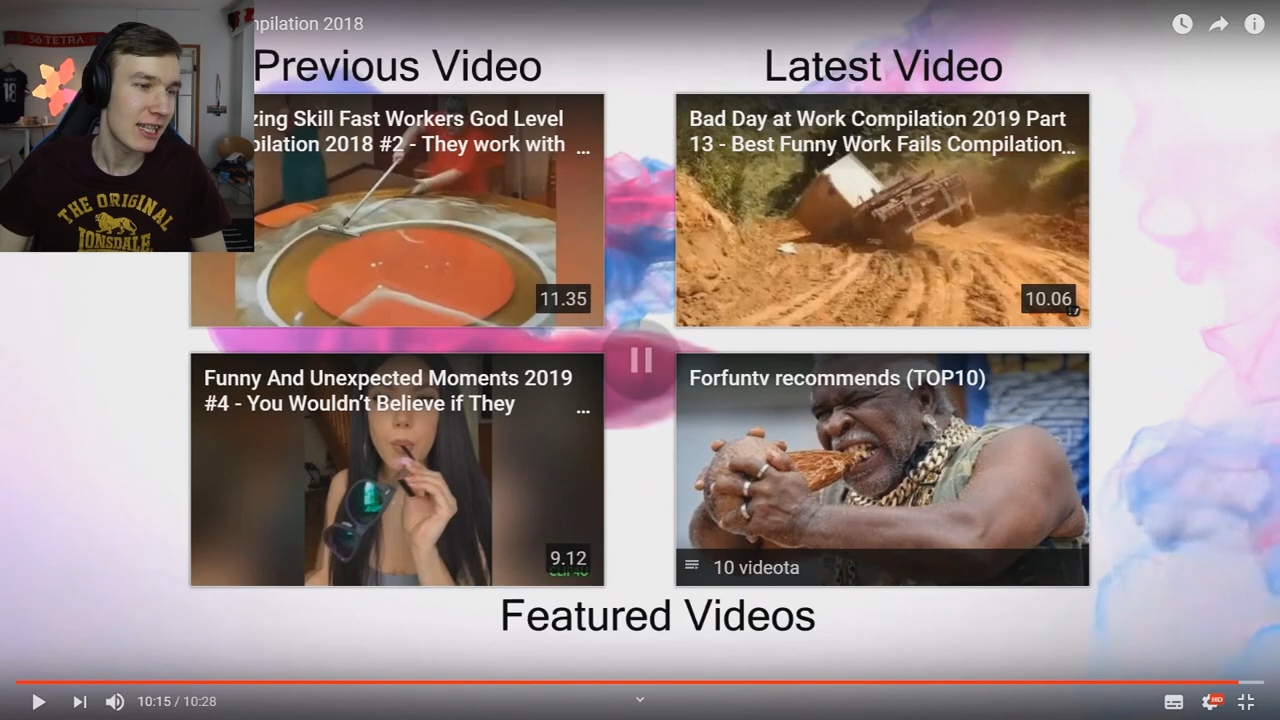 npilation 2018
36 TETRA
18
THE ORIGINAL
LONSDALE
Previous Video
Latest Video
zing Skill Fast Workers God Level
pilation 2018 #2 - They work with ...
11.35
Bad Day at Work Compilation 2019 Part
13 - Best Funny Work Fails Compilation...
10.06
Funny And Unexpected Moments 2019
#4 - You Wouldn’t Believe if They ...
9.12
Forfuntv recommends (TOP10)
10 videota
Featured Videos
10:15 / 10:28
HD